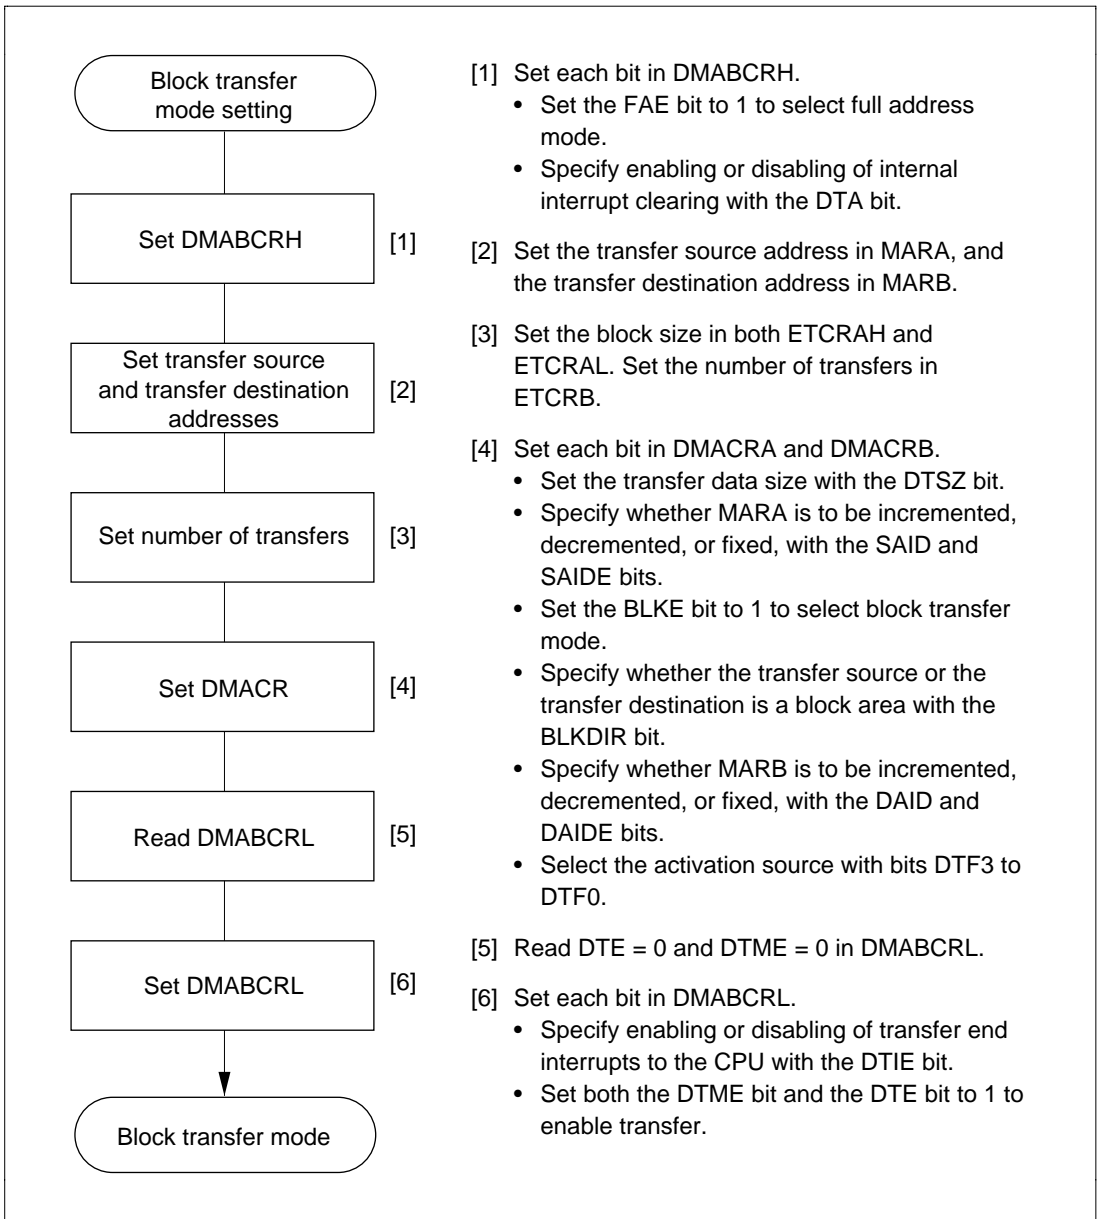 Block transfer
mode setting
Set DMABCRH
[1]
Set transfer source
and transfer destination
addresses
[2]
Set number of transfers
[3]
Set DMACR
[4]
Read DMABCRL
[5]
Set DMABCRL
[6]
Block transfer mode
[1] Set each bit in DMABCRH.
• Set the FAE bit to 1 to select full address
mode.
• Specify enabling or disabling of internal
interrupt clearing with the DTA bit.
[2] Set the transfer source address in MARA, and
the transfer destination address in MARB.
[3] Set the block size in both ETCRAH and
ETCRAL. Set the number of transfers in
ETCRB.
[4] Set each bit in DMACRA and DMACRB.
• Set the transfer data size with the DTSZ bit.
• Specify whether MARA is to be incremented,
decremented, or fixed, with the SAID and
SAIDE bits.
• Set the BLKE bit to 1 to select block transfer
mode.
• Specify whether the transfer source or the
transfer destination is a block area with the
BLKDIR bit.
• Specify whether MARB is to be incremented,
decremented, or fixed, with the DAID and
DAIDE bits.
• Select the activation source with bits DTF3 to
DTF0.
[5] Read DTE = 0 and DTME = 0 in DMABCRL.
[6] Set each bit in DMABCRL.
• Specify enabling or disabling of transfer end
interrupts to the CPU with the DTIE bit.
• Set both the DTME bit and the DTE bit to 1 to
enable transfer.